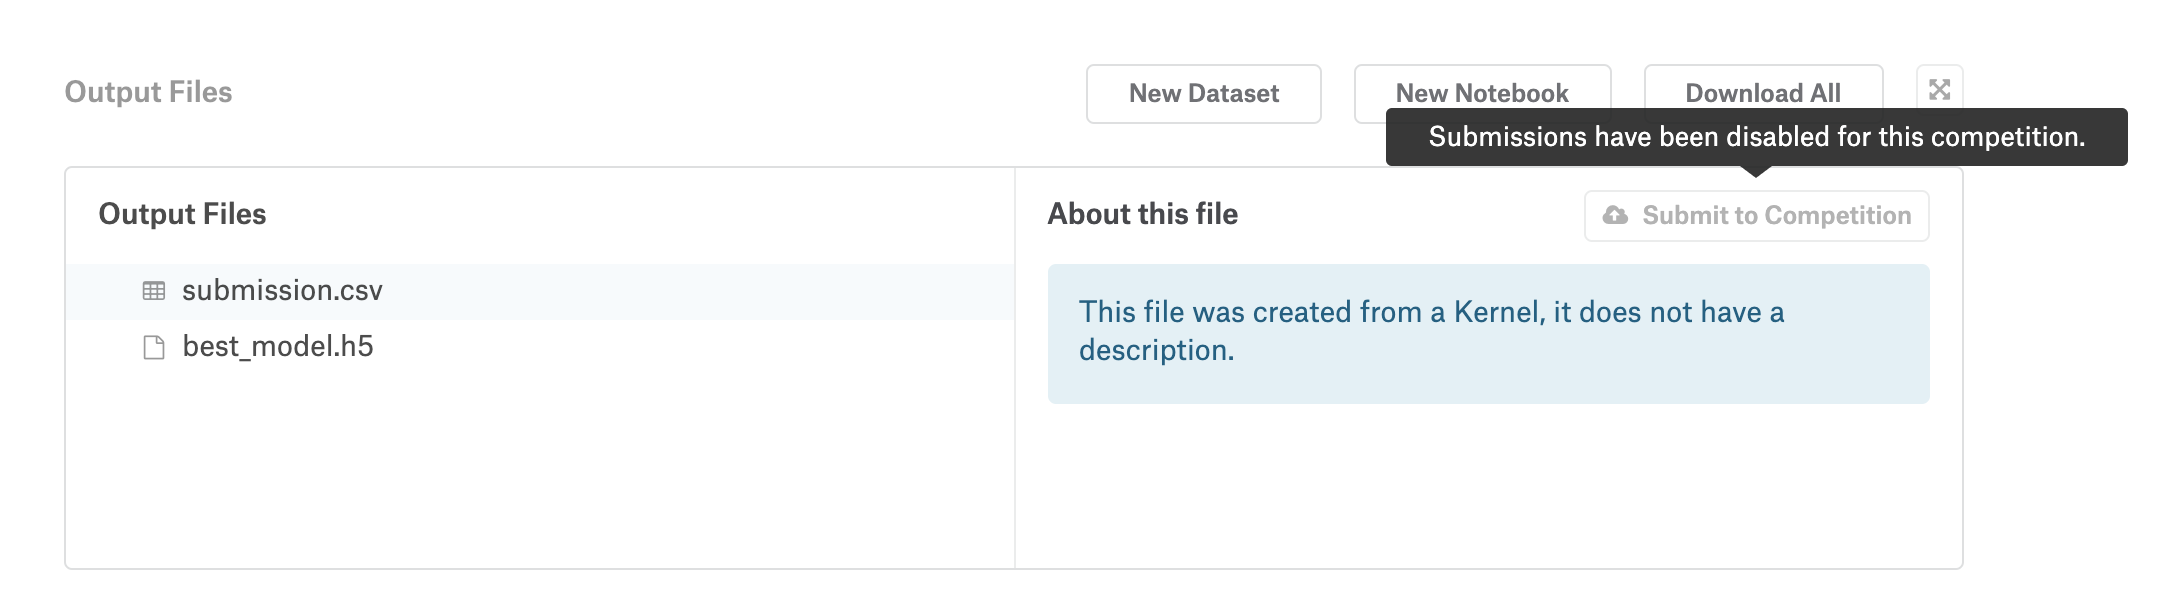 Output Files
New Dataset
New Notebook
Download All
Submissions have been disabled for this competition.
Output Files
submission.csv
best_model.h5
About this file
Submit to Competition
This file was created from a Kernel, it does not have a
description.